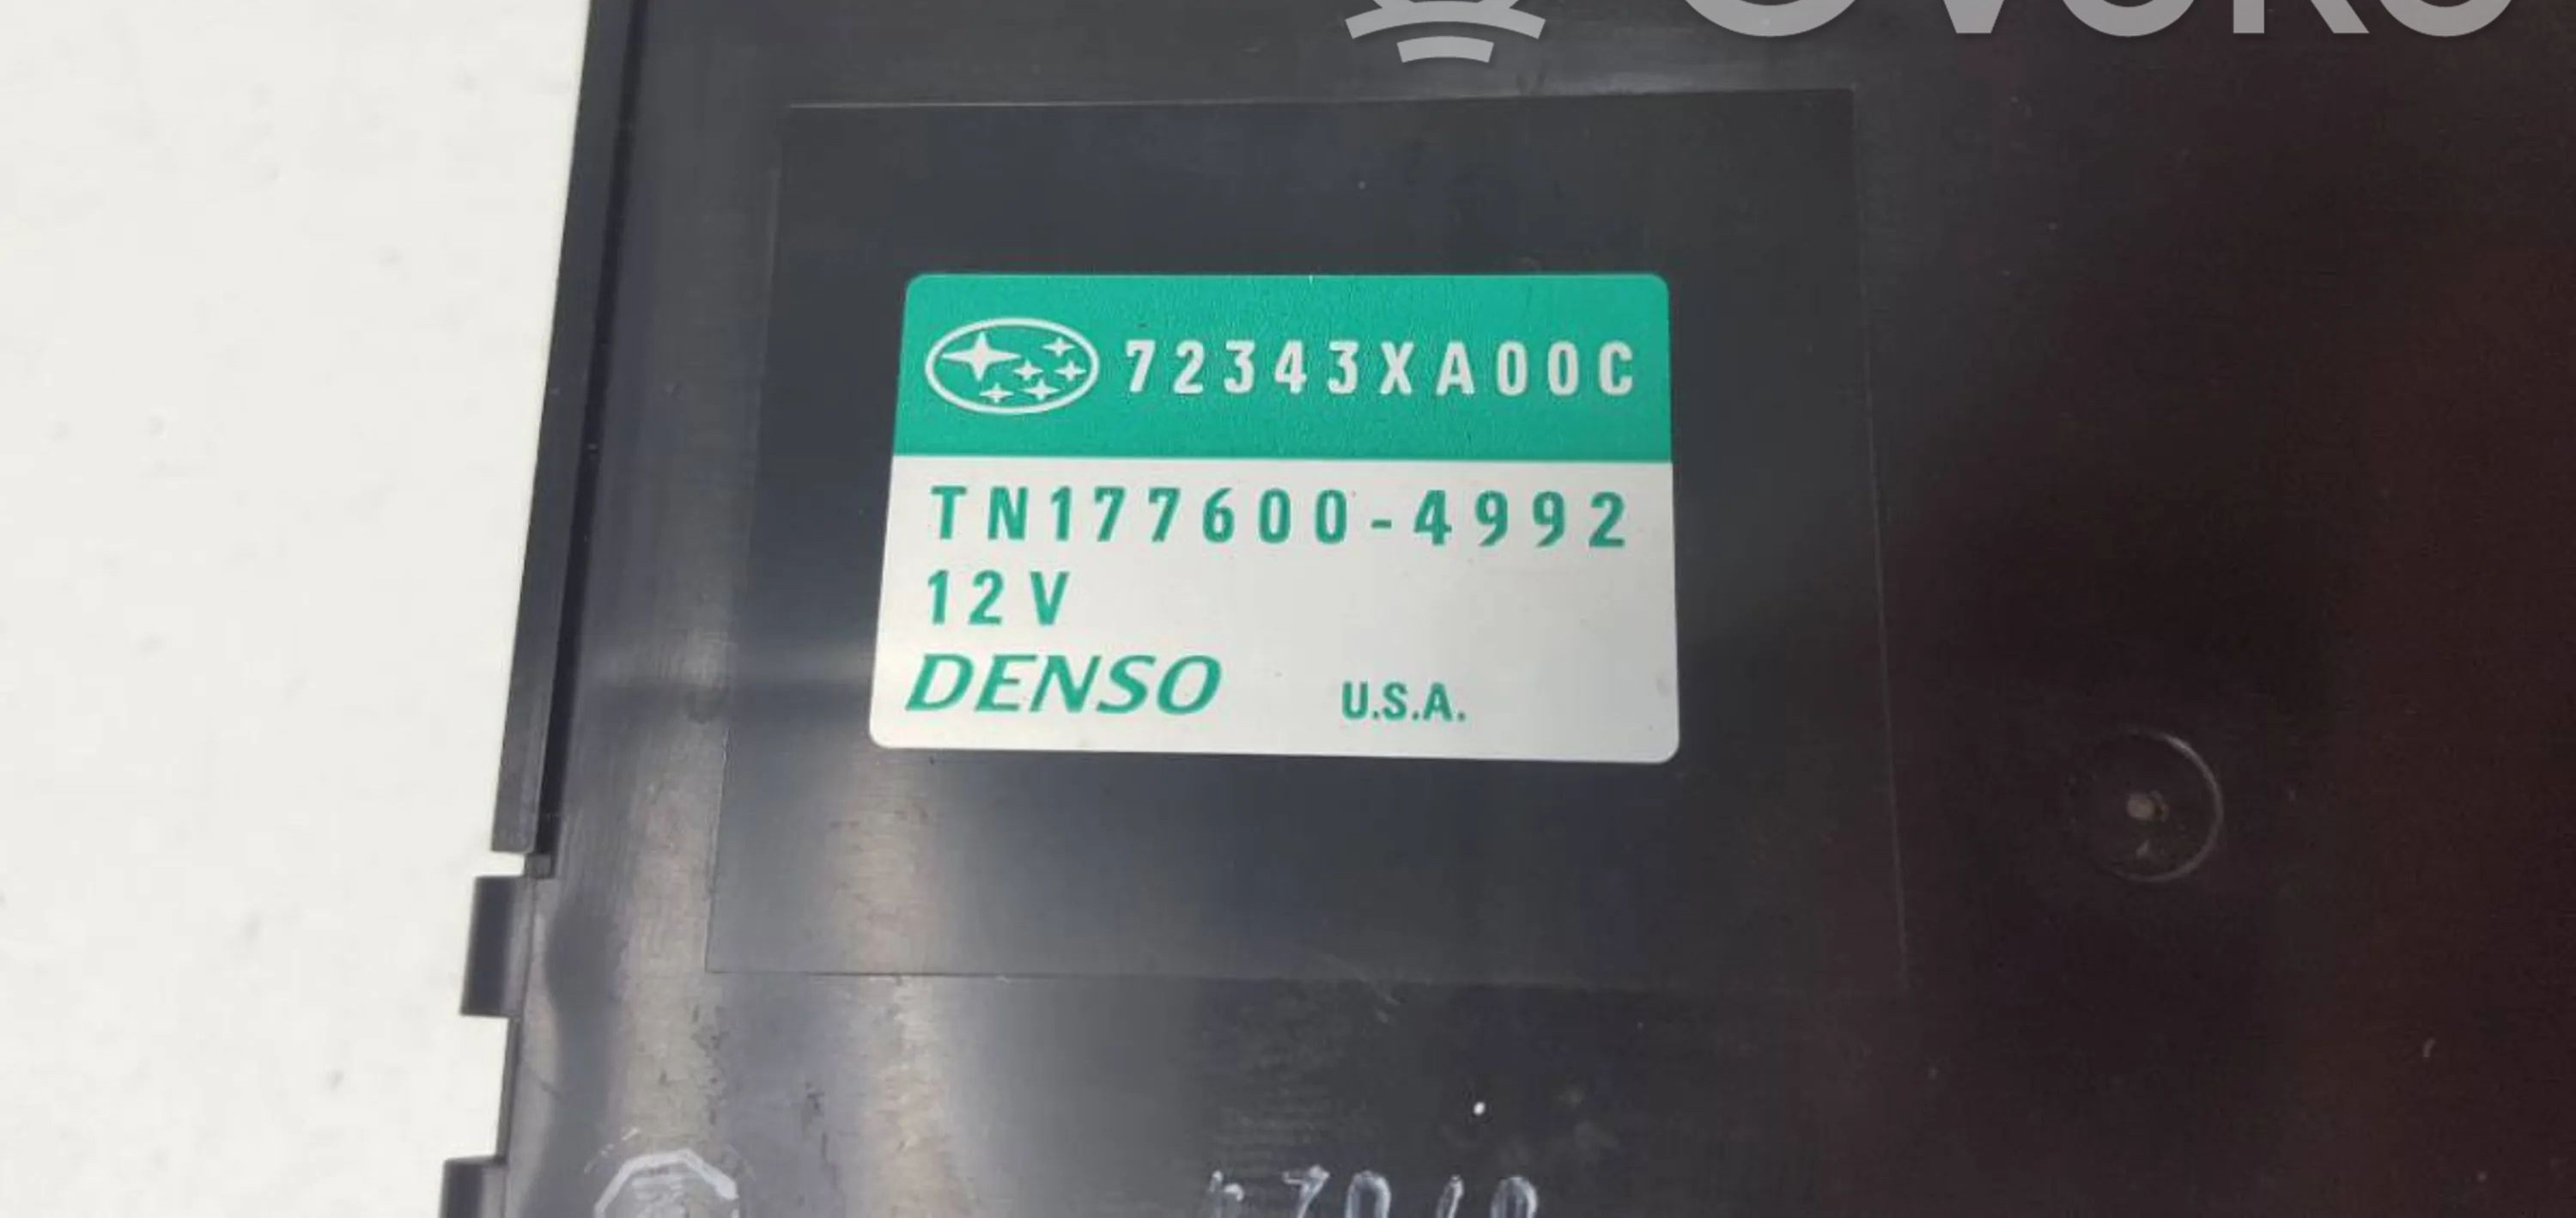 72343XA00C
TN177600-4992
12V
DENSO U.S.A.